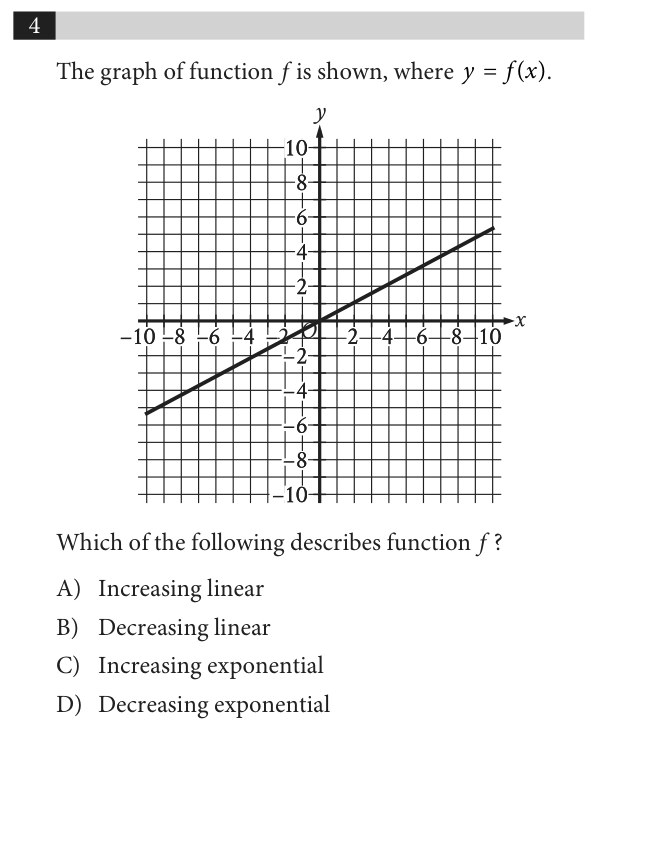 4
The graph of function f is shown, where y = f(x).
y
10
8
6
4
2
−10 −8 −6 −4 −2 O 2 4 6 8 10 x
−2
−4
−6
−8
−10
Which of the following describes function f ?
A) Increasing linear
B) Decreasing linear
C) Increasing exponential
D) Decreasing exponential